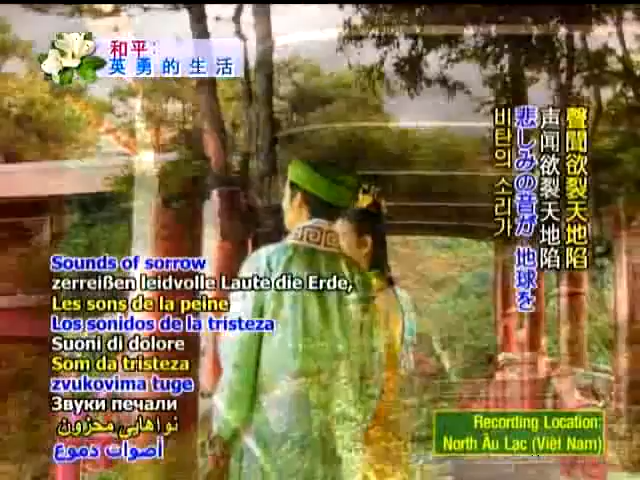 和平:
英勇的生活
聲聞欲裂天地陷
声闻欲裂天地陷
悲しみの音が 地球を
비탄의 소리가
Sounds of sorrow
zerreißen leidvolle Laute die Erde,
Les sons de la peine
Los sonidos de la tristeza
Suoni di dolore
Som da tristeza
zvukovima tuge
Звуки печали
نواهایی محزون
أصوات دموع
Recording Location:
North Âu Lạc (Việt Nam)